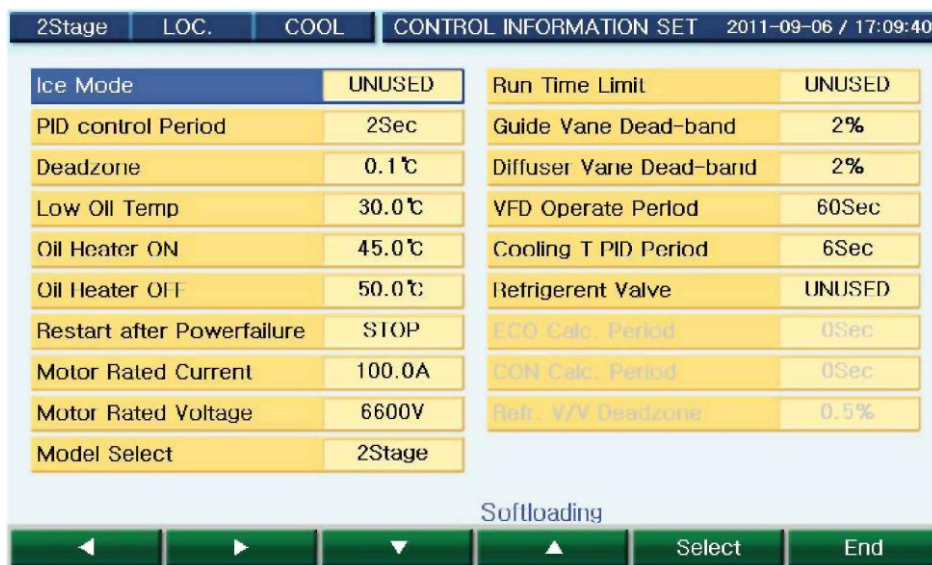 2Stage LOC. COOL CONTROL INFORMATION SET 2011-09-06 / 17:09:40
Ice Mode UNUSED
PID control Period 2Sec
Deadzone 0.1℃
Low Oil Temp 30.0℃
Oil Heater ON 45.0℃
Oil Heater OFF 50.0℃
Restart after Powerfailure STOP
Motor Rated Current 100.0A
Motor Rated Voltage 6600V
Model Select 2Stage
Run Time Limit UNUSED
Guide Vane Dead-band 2%
Diffuser Vane Dead-band 2%
VFD Operate Period 60Sec
Cooling T PID Period 6Sec
Refrigerent Valve UNUSED
ECO Calc. Period 0Sec
CON Calc. Period 0Sec
Refr. V/V Deadzone 0.5%
Softloading
◀ ▶ ▼ ▲ Select End